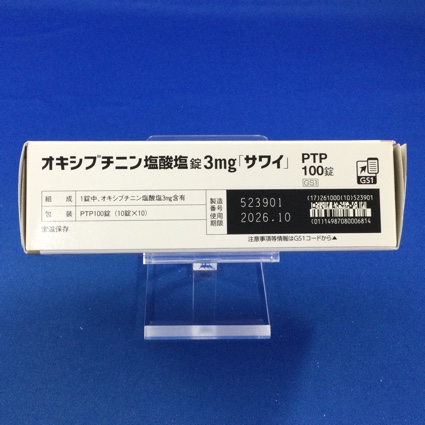 オキシブチニン塩酸塩錠3mg「サワイ」
PTP
100錠
GS1
GS1
組 成 1錠中、オキシブチニン塩酸塩3mg含有
包 装 PTP100錠(10錠×10)
室温保存
製造番号 523901
使用期限 2026.10
(17)261000(10)523901
(01)14987080006814
注意事項等情報はGS1コードから▲